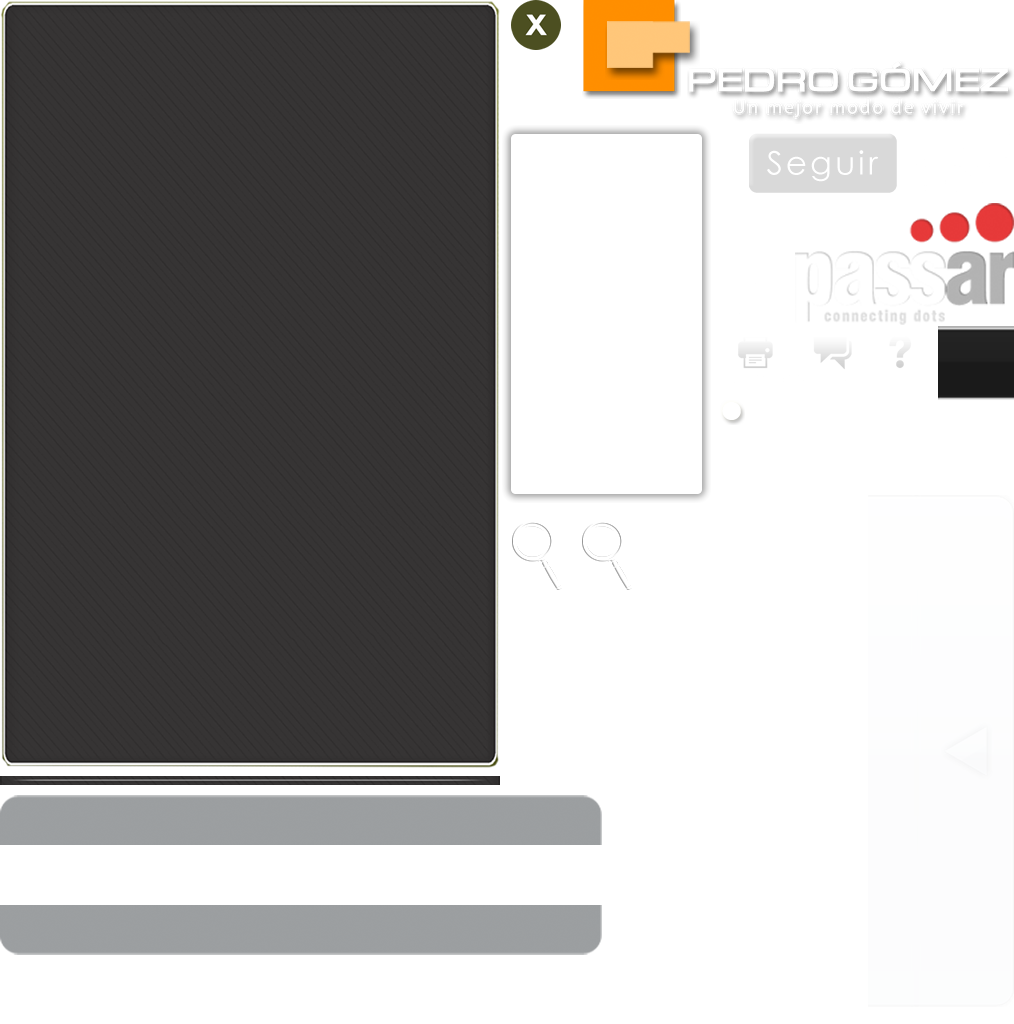 X
PEDRO GÓMEZ
Un mejor modo de vivir
Seguir
passar
connecting dots
?